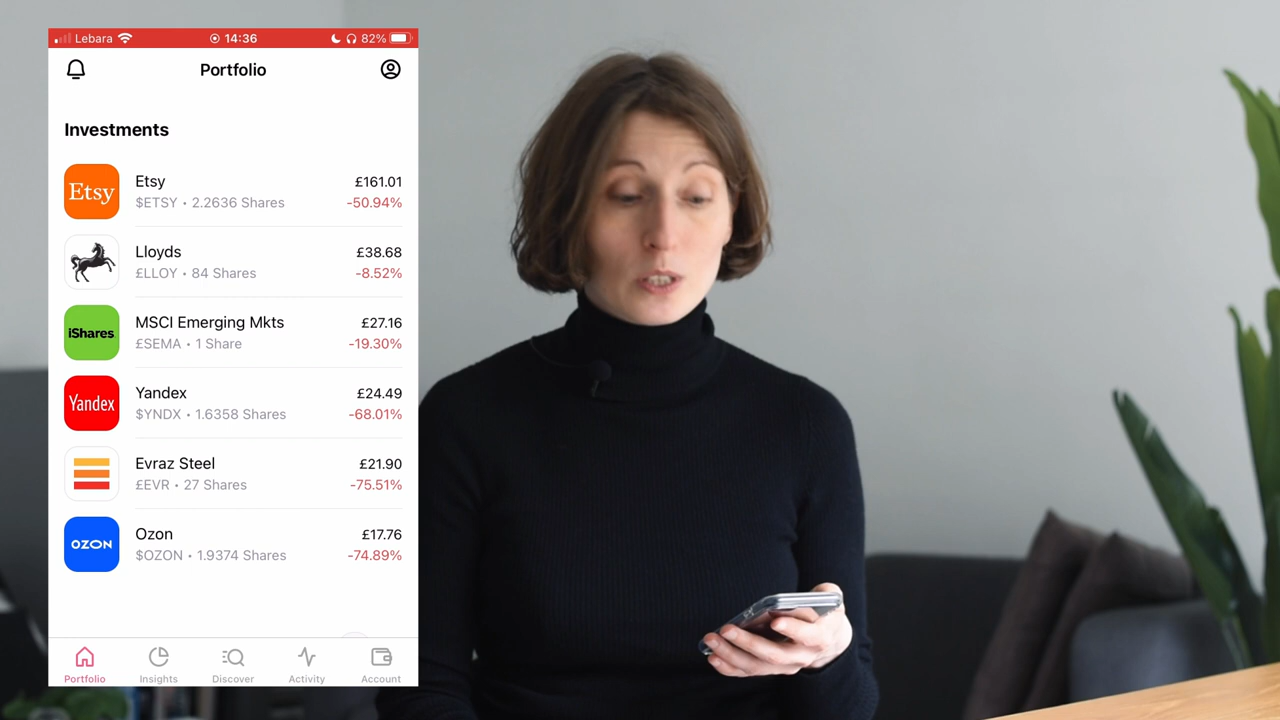 Lebara 14:36 82%
Portfolio
Investments
Etsy Etsy £161.01
$ETSY • 2.2636 Shares -50.94%
Lloyds £38.68
£LLOY • 84 Shares -8.52%
iShares MSCI Emerging Mkts £27.16
£SEMA • 1 Share -19.30%
Yandex Yandex £24.49
$YNDX • 1.6358 Shares -68.01%
Evraz Steel £21.90
£EVR • 27 Shares -75.51%
OZON Ozon £17.76
$OZON • 1.9374 Shares -74.89%
Portfolio Insights Discover Activity Account